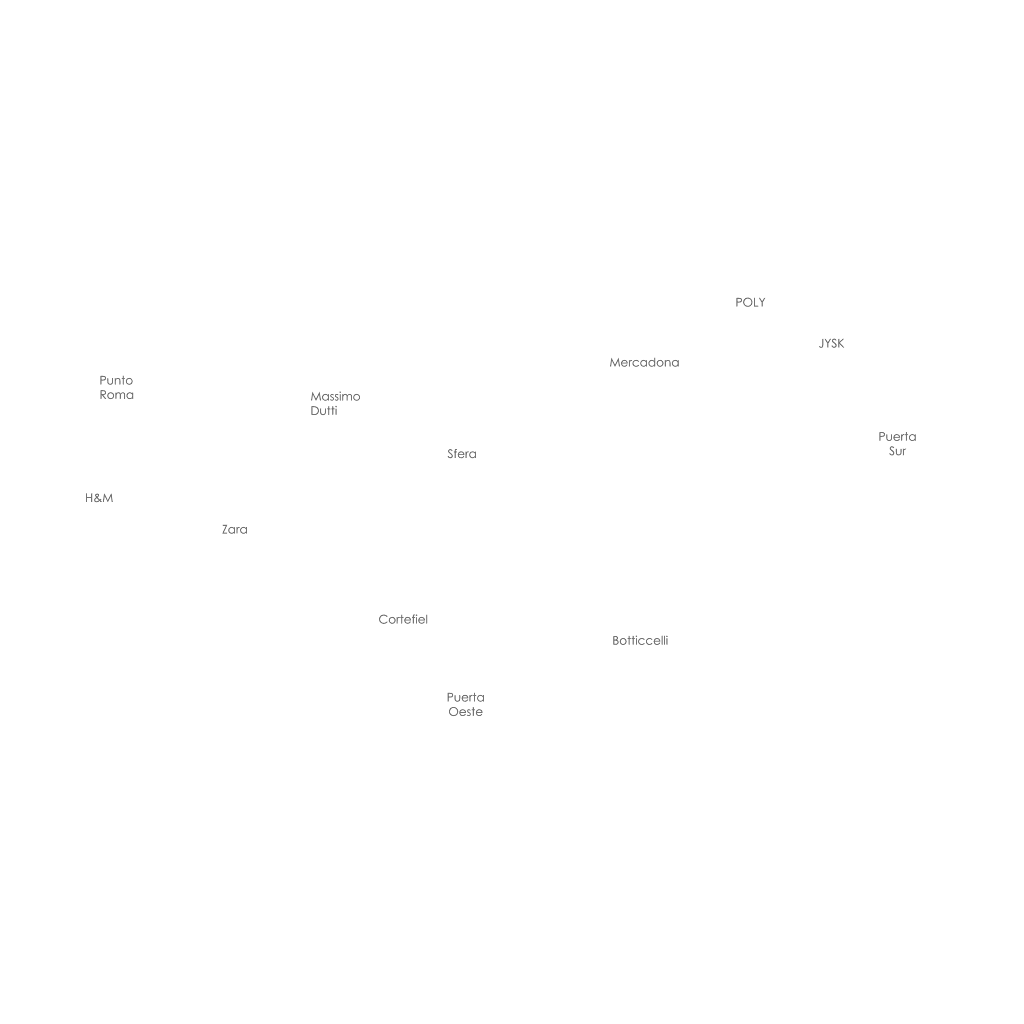 POLY
JYSK
Mercadona
Punto
Roma
Massimo
Dutti
Puerta
Sur
Sfera
H&M
Zara
Cortefiel
Botticcelli
Puerta
Oeste